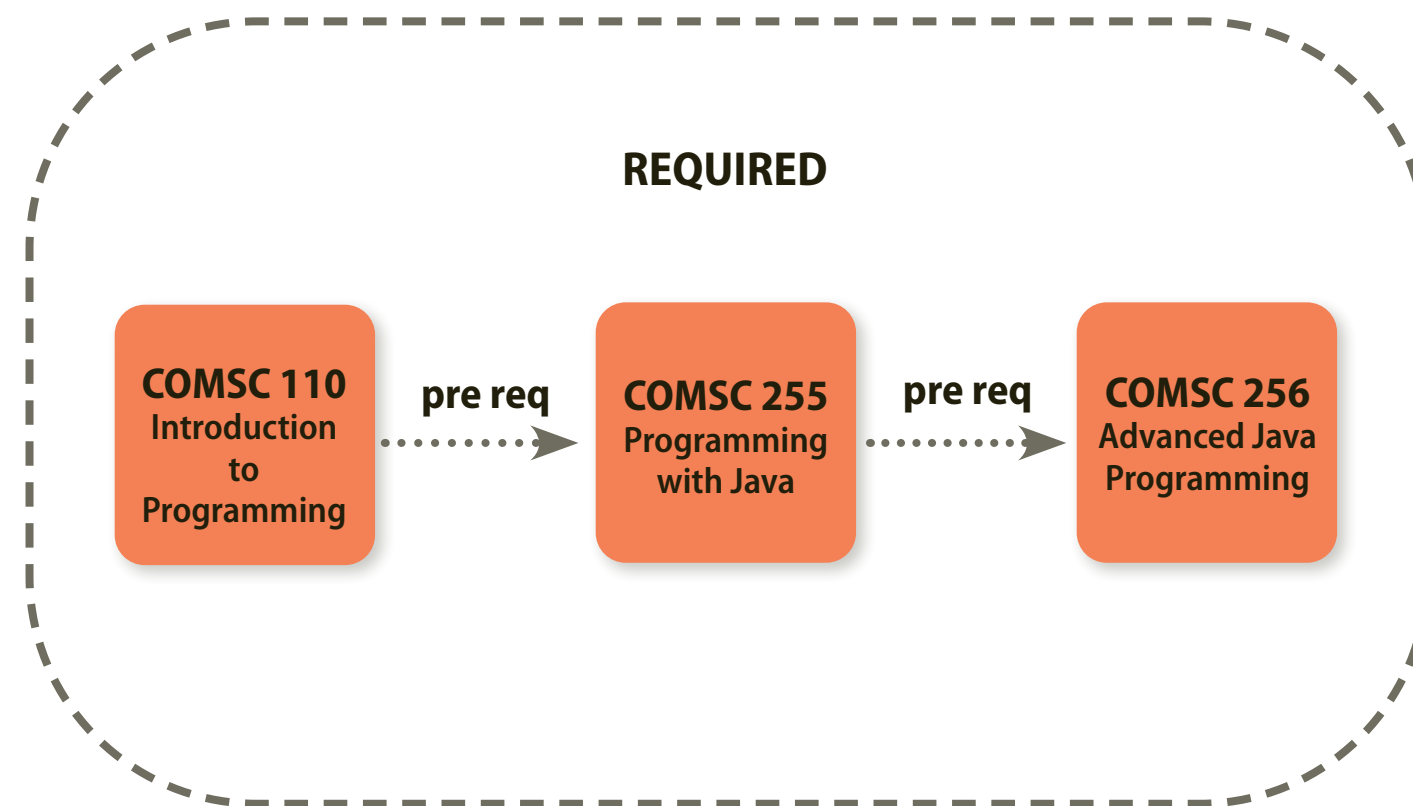 REQUIRED
COMSC 110
Introduction
to
Programming
pre req
COMSC 255
Programming
with Java
pre req
COMSC 256
Advanced Java
Programming